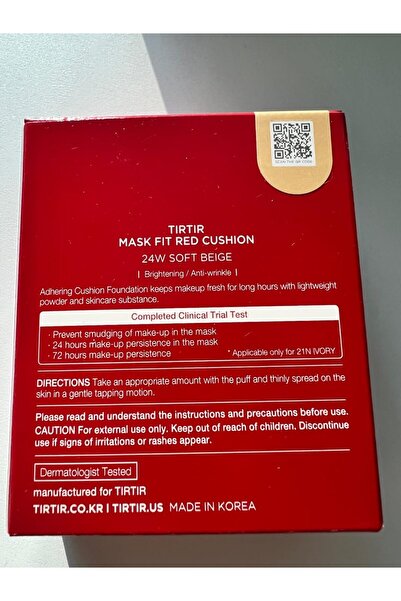 SCAN THE QR CODE
TIRTIR
MASK FIT RED CUSHION
24W SOFT BEIGE
| Brightening / Anti-wrinkle |
Adhering Cushion Foundation keeps makeup fresh for long hours with lightweight
powder and skincare substance.
Completed Clinical Trial Test
· Prevent smudging of make-up in the mask
· 24 hours make-up persistence in the mask
· 72 hours make-up persistence
* Applicable only for 21N IVORY
DIRECTIONS Take an appropriate amount with the puff and thinly spread on the
skin in a gentle tapping motion.
Please read and understand the instructions and precautions before use.
CAUTION For external use only. Keep out of reach of children. Discontinue
use if signs of irritations or rashes appear.
Dermatologist Tested
manufactured for TIRTIR
TIRTIR.CO.KR | TIRTIR.US MADE IN KOREA